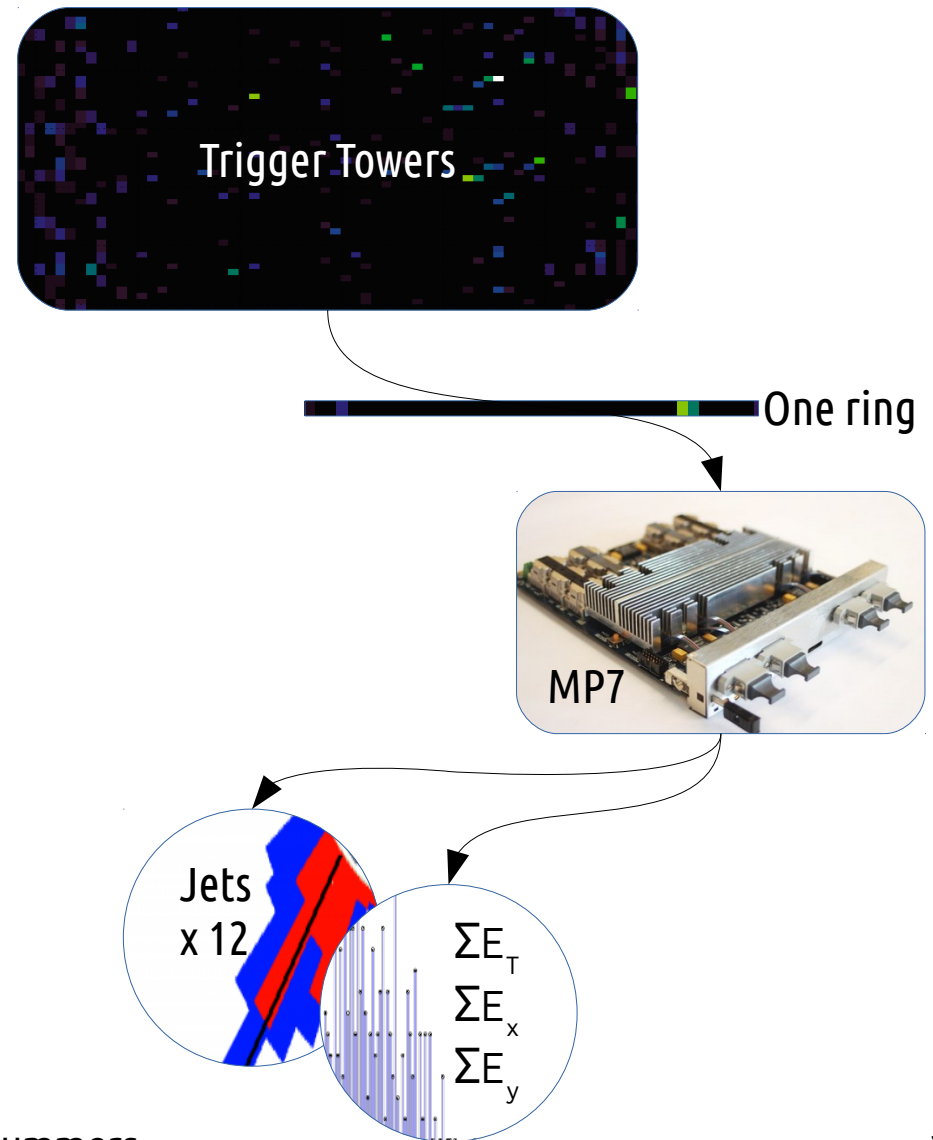 Trigger Towers
One ring
MP7
Jets
x 12
ΣE_T
ΣE_x
ΣE_y